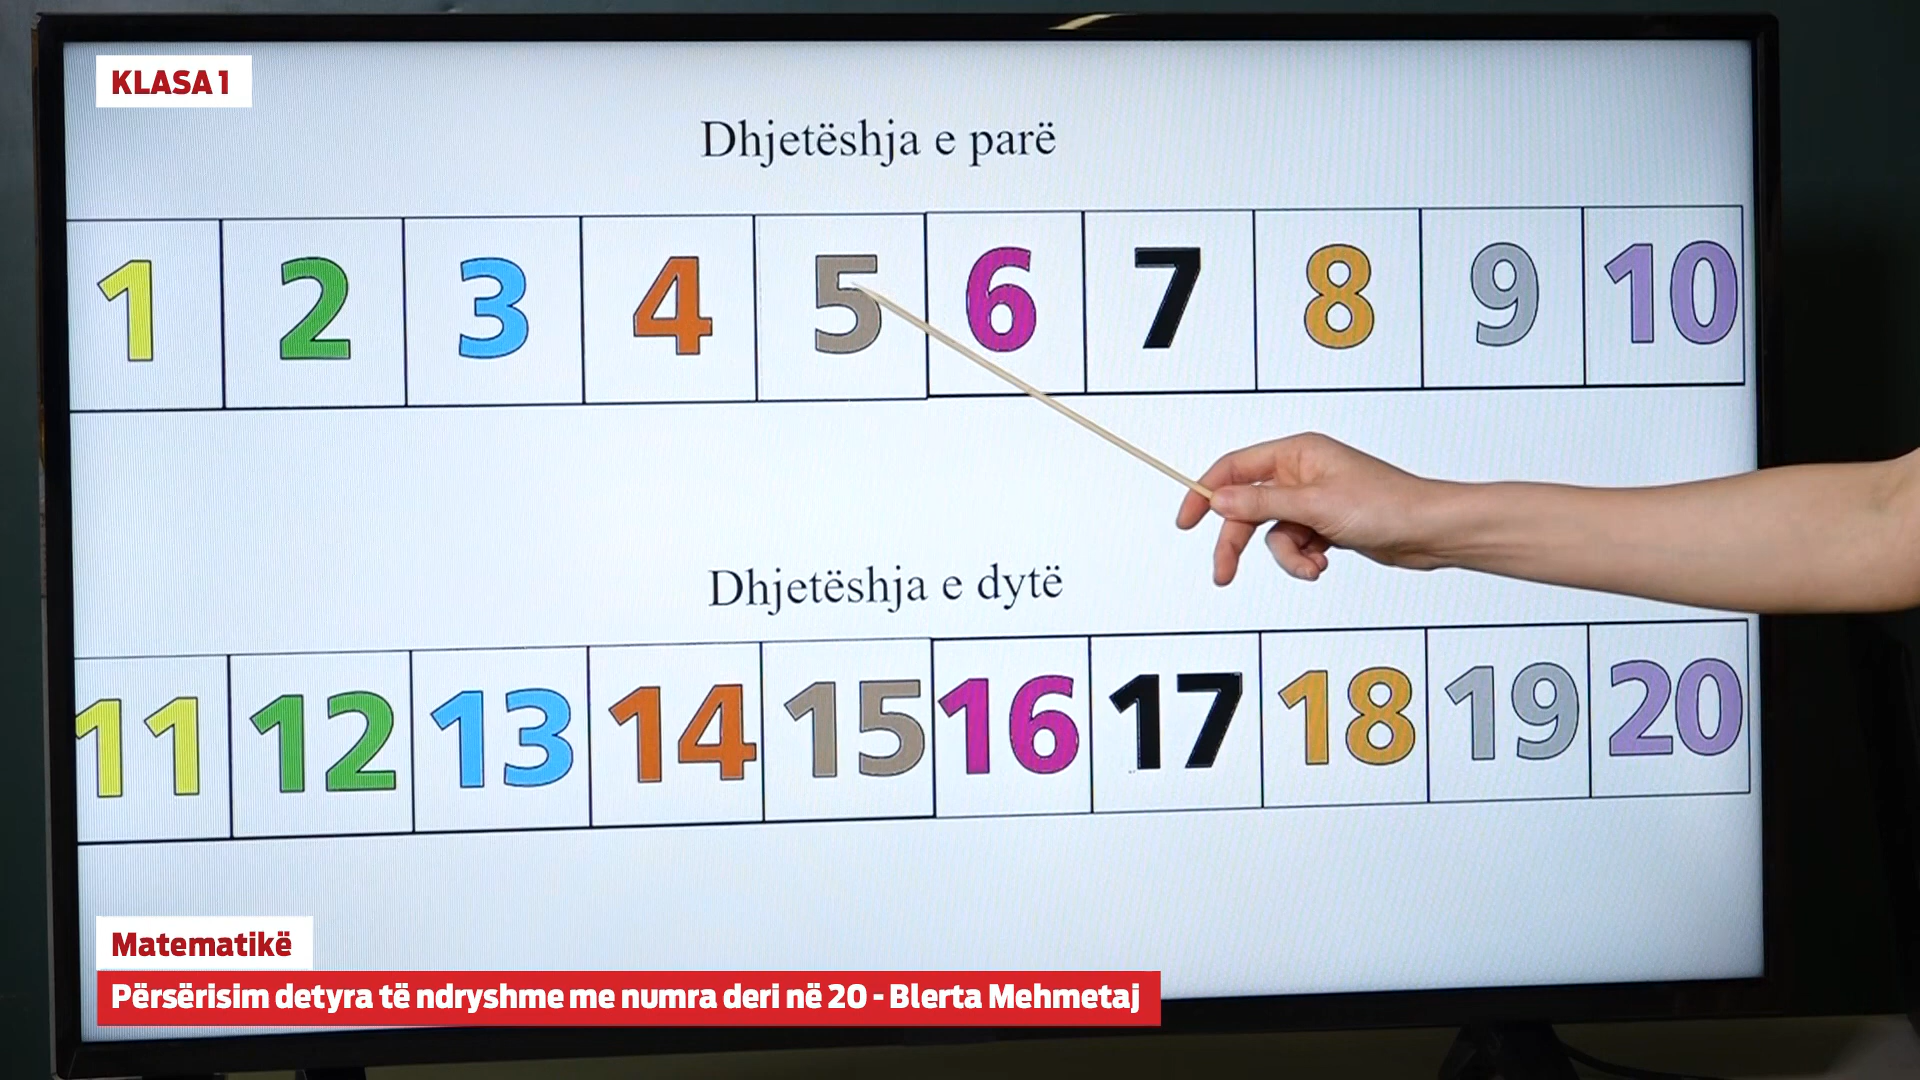 KLASA 1
Dhjetëshja e parë
1 2 3 4 5 6 7 8 9 10
Dhjetëshja e dytë
11 12 13 14 15 16 17 18 19 20
Matematikë
Përsërisim detyra të ndryshme me numra deri në 20 - Blerta Mehmetaj